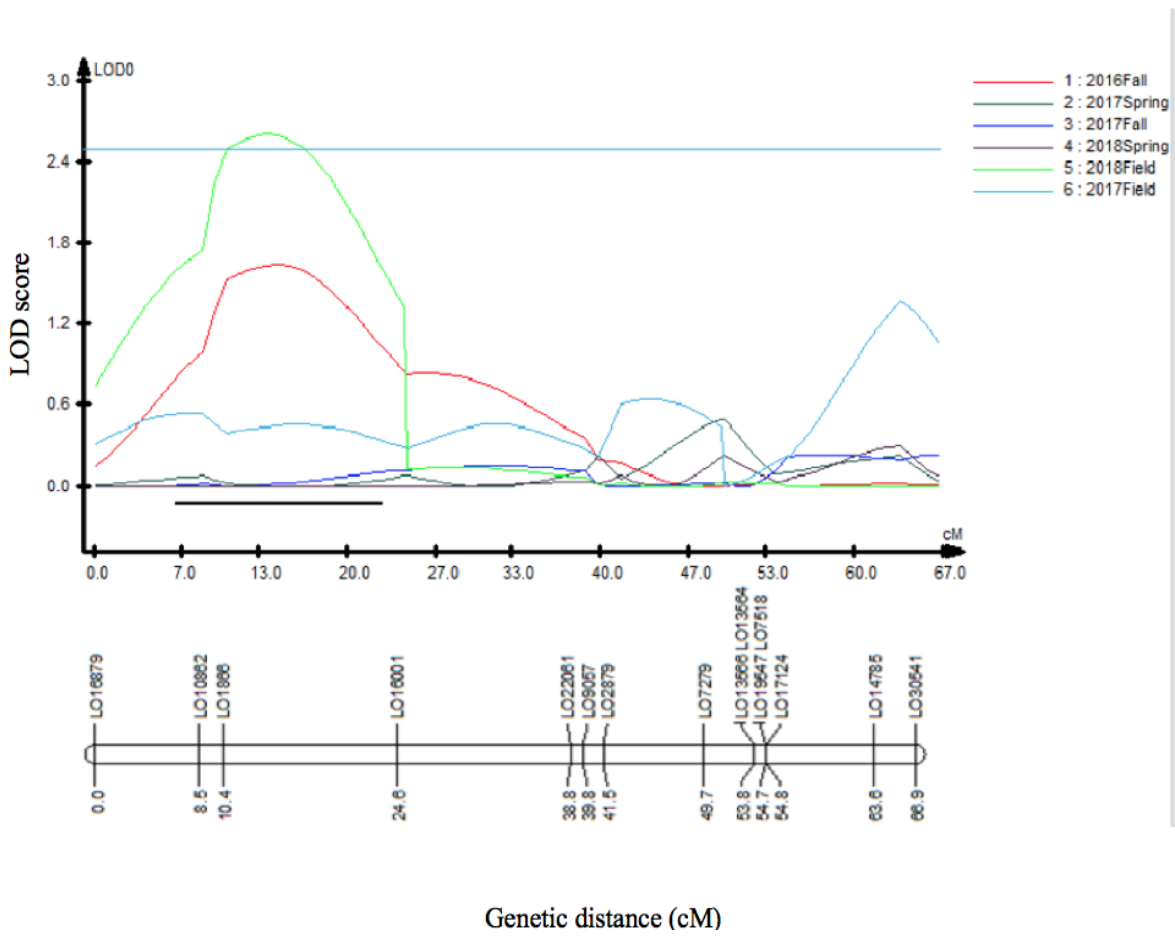 LOD0
3.0
2.4
1.8
1.2
0.6
0.0
LOD score
1 : 2016Fall
2 : 2017Spring
3 : 2017Fall
4 : 2018Spring
5 : 2018Field
6 : 2017Field
cM
0.0 7.0 13.0 20.0 27.0 33.0 40.0 47.0 53.0 60.0 67.0
LO16879 LO10862 LO1866 LO16001 LO22061 LO9057 LO2879 LO7279 LO13566 LO13564 LO19547 LO7518 LO17124 LO14785 LO30541
0.0 8.5 10.4 24.6 38.8 39.8 41.5 49.7 53.8 54.7 54.8 63.6 66.9
Genetic distance (cM)